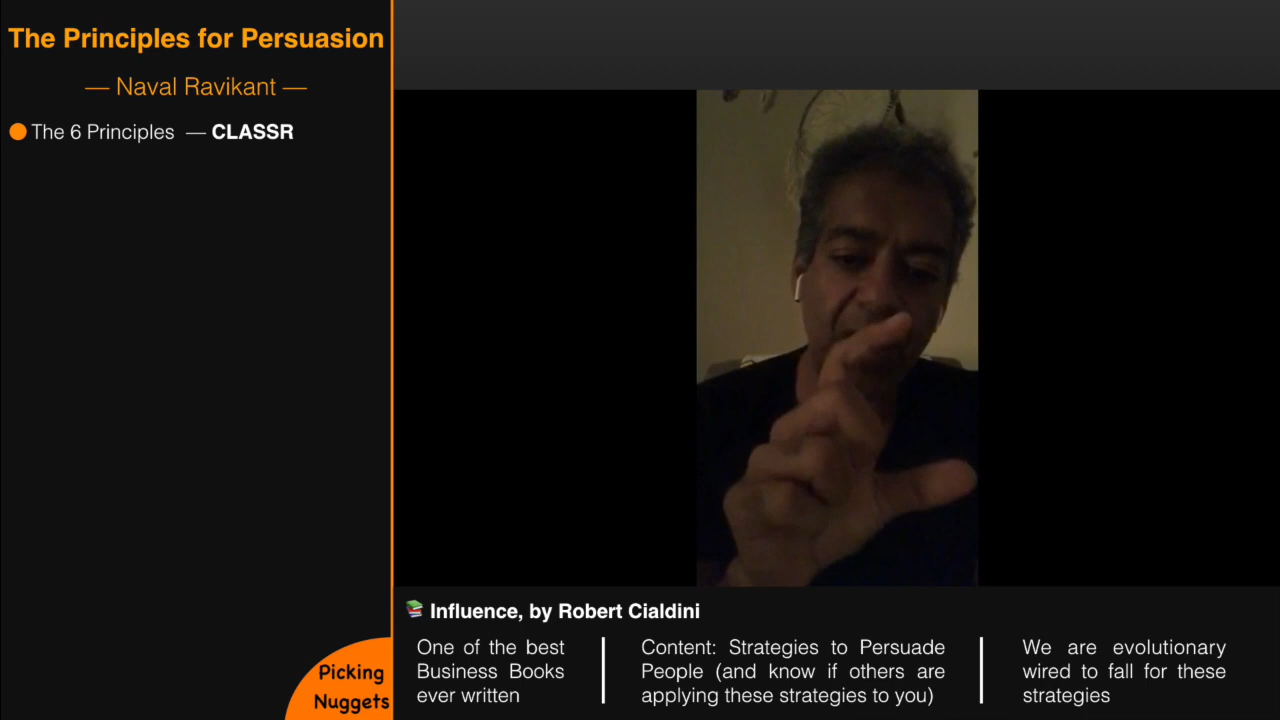 The Principles for Persuasion
— Naval Ravikant —
The 6 Principles — CLASSR
Influence, by Robert Cialdini
One of the best
Business Books
ever written
Content: Strategies to Persuade
People (and know if others are
applying these strategies to you)
We are evolutionary
wired to fall for these
strategies
Picking
Nuggets